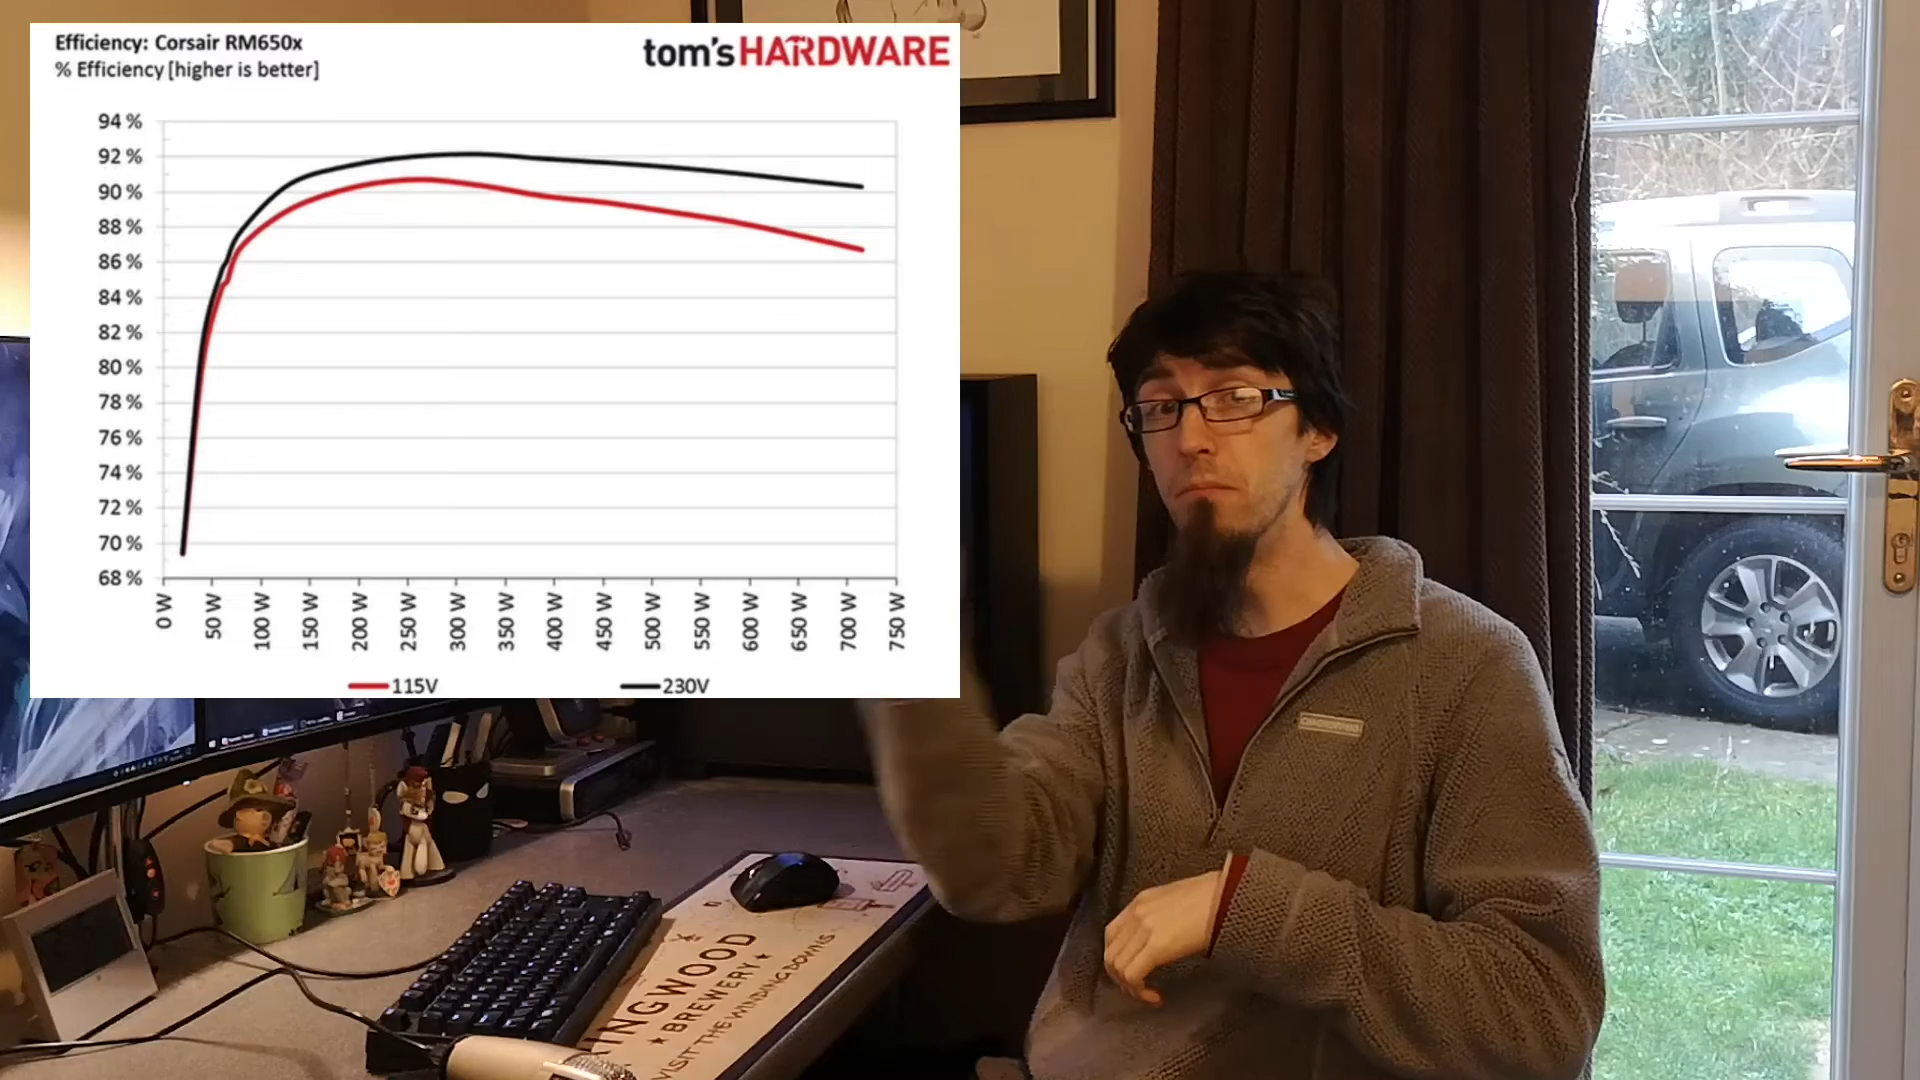 Efficiency: Corsair RM650x
% Efficiency [higher is better]
tom's HARDWARE
94 %
92 %
90 %
88 %
86 %
84 %
82 %
80 %
78 %
76 %
74 %
72 %
70 %
68 %
0 W
50 W
100 W
150 W
200 W
250 W
300 W
350 W
400 W
450 W
500 W
550 W
600 W
650 W
700 W
750 W
115V
230V
INGWOOD
BREWERY
VISIT THE WINDING DOWNS